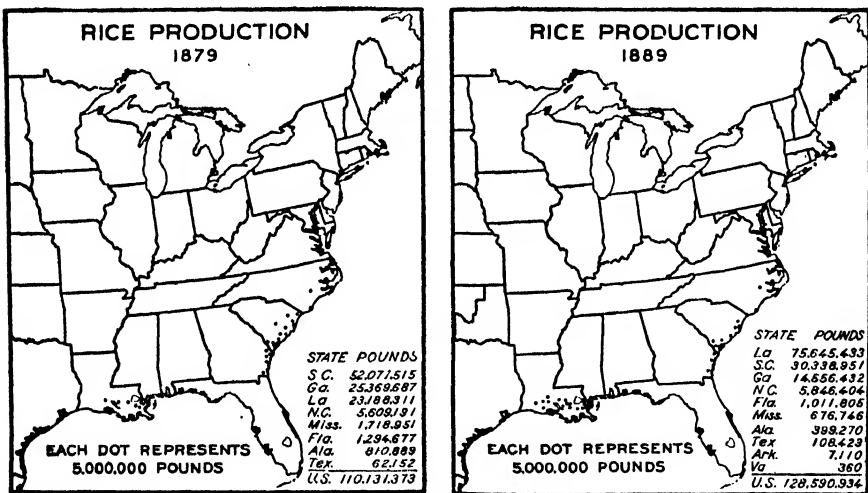 RICE PRODUCTION
1879
STATE POUNDS
S.C. 52,077,515
Ga. 25,369,687
La 23,188,311
N.C. 5,609,191
Miss. 1,718,951
Fla. 1,294,677
Ala. 810,889
Tex. 62,152
U.S. 110,131,373
EACH DOT REPRESENTS
5,000,000 POUNDS
RICE PRODUCTION
1889
STATE POUNDS
La 75,645,433
S.C. 30,338,951
Ga 14,556,432
N.C. 5,846,404
Fla. 1,011,805
Miss. 676,746
Ala. 399,270
Tex 108,423
Ark. 7,110
Va 360
U.S. 128,590,934
EACH DOT REPRESENTS
5,000,000 POUNDS